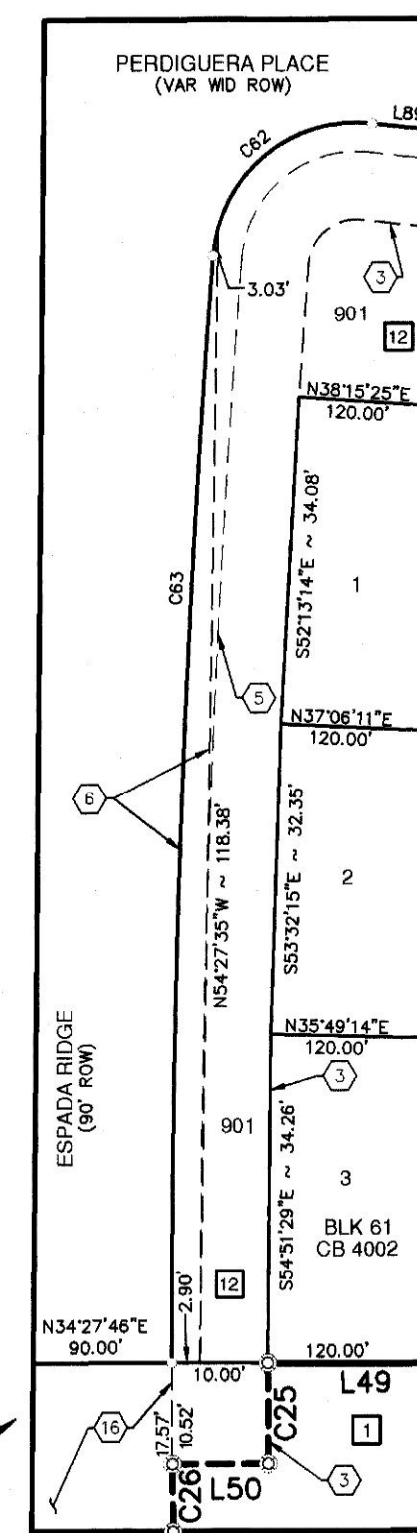 PERDIGUERA PLACE
(VAR WID ROW)
L89
C62
3.03'
3
901
12
N38°15'25"E
120.00'
S52°13'14"E ~ 34.08'
1
C63
5
N37°06'11"E
120.00'
6
N54°27'35"W ~ 118.38'
S53°32'15"E ~ 32.35'
2
N35°49'14"E
120.00'
3
ESPADA RIDGE
(90' ROW)
901
S54°51'29"E ~ 34.26'
3
BLK 61
CB 4002
12
2.90'
N34°27'46"E
90.00'
120.00'
10.00'
L49
C25
16
17.57'
10.52'
1
L50
3
C26